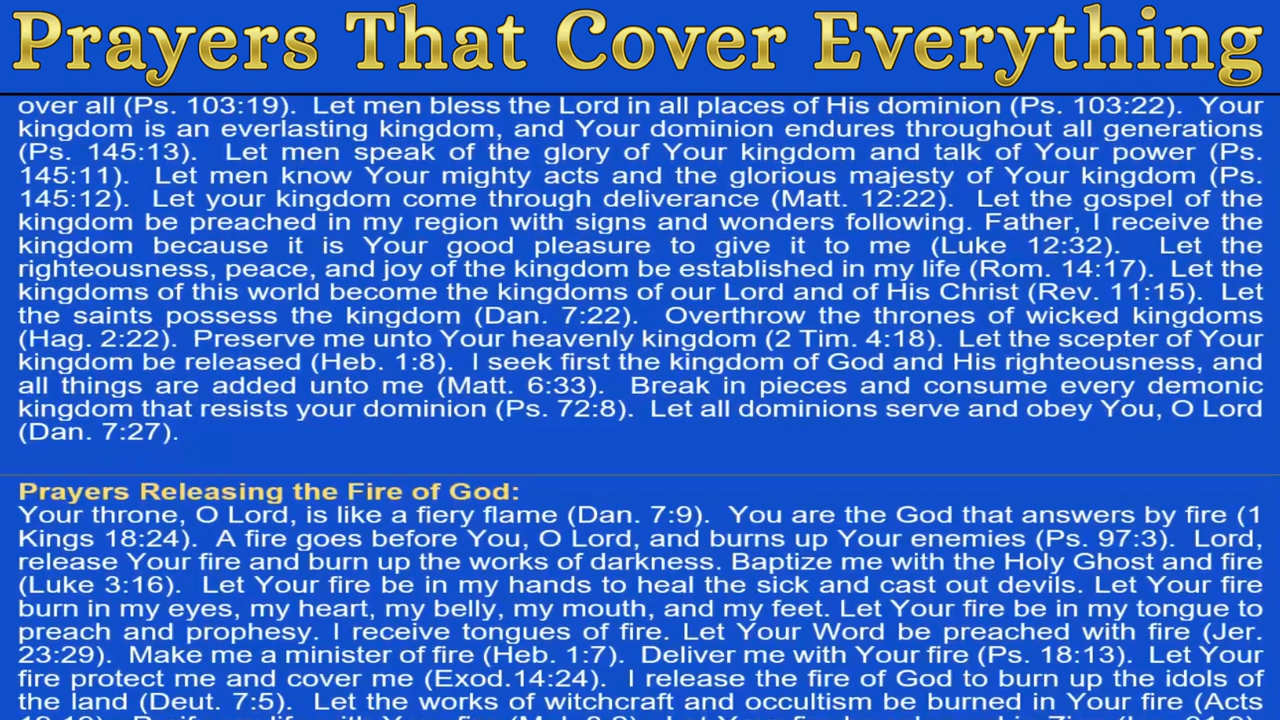 Prayers That Cover Everything
over all (Ps. 103:19).  Let men bless the Lord in all places of His dominion (Ps. 103:22).  Your
kingdom is an everlasting kingdom, and Your dominion endures throughout all generations
(Ps. 145:13).  Let men speak of the glory of Your kingdom and talk of Your power (Ps.
145:11).  Let men know Your mighty acts and the glorious majesty of Your kingdom (Ps.
145:12).  Let your kingdom come through deliverance (Matt. 12:22).  Let the gospel of the
kingdom be preached in my region with signs and wonders following. Father, I receive the
kingdom because it is Your good pleasure to give it to me (Luke 12:32).  Let the
righteousness, peace, and joy of the kingdom be established in my life (Rom. 14:17).  Let the
kingdoms of this world become the kingdoms of our Lord and of His Christ (Rev. 11:15).  Let
the saints possess the kingdom (Dan. 7:22).  Overthrow the thrones of wicked kingdoms
(Hag. 2:22).  Preserve me unto Your heavenly kingdom (2 Tim. 4:18).  Let the scepter of Your
kingdom be released (Heb. 1:8).  I seek first the kingdom of God and His righteousness, and
all things are added unto me (Matt. 6:33).  Break in pieces and consume every demonic
kingdom that resists your dominion (Ps. 72:8).  Let all dominions serve and obey You, O Lord
(Dan. 7:27).
Prayers Releasing the Fire of God:
Your throne, O Lord, is like a fiery flame (Dan. 7:9).  You are the God that answers by fire (1
Kings 18:24).  A fire goes before You, O Lord, and burns up Your enemies (Ps. 97:3).  Lord,
release Your fire and burn up the works of darkness. Baptize me with the Holy Ghost and fire
(Luke 3:16).  Let Your fire be in my hands to heal the sick and cast out devils. Let Your fire
burn in my eyes, my heart, my belly, my mouth, and my feet. Let Your fire be in my tongue to
preach and prophesy. I receive tongues of fire. Let Your Word be preached with fire (Jer.
23:29).  Make me a minister of fire (Heb. 1:7).  Deliver me with Your fire (Ps. 18:13).  Let Your
fire protect me and cover me (Exod.14:24).  I release the fire of God to burn up the idols of
the land (Deut. 7:5).  Let the works of witchcraft and occultism be burned in Your fire (Acts